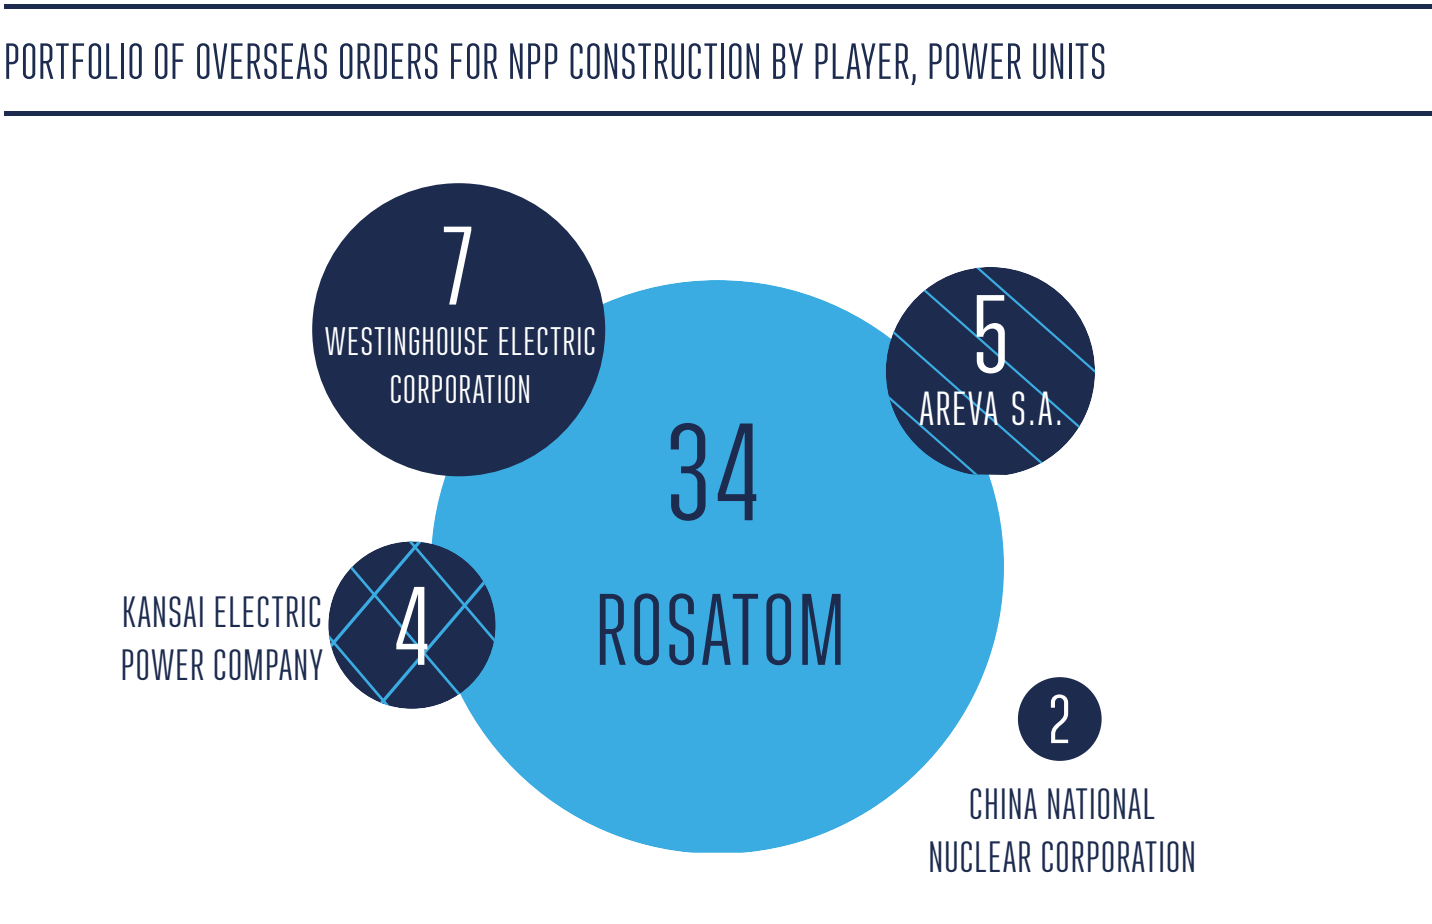 PORTFOLIO OF OVERSEAS ORDERS FOR NPP CONSTRUCTION BY PLAYER, POWER UNITS
7
WESTINGHOUSE ELECTRIC
CORPORATION
5
AREVA S.A.
34
ROSATOM
KANSAI ELECTRIC
POWER COMPANY
4
2
CHINA NATIONAL
NUCLEAR CORPORATION